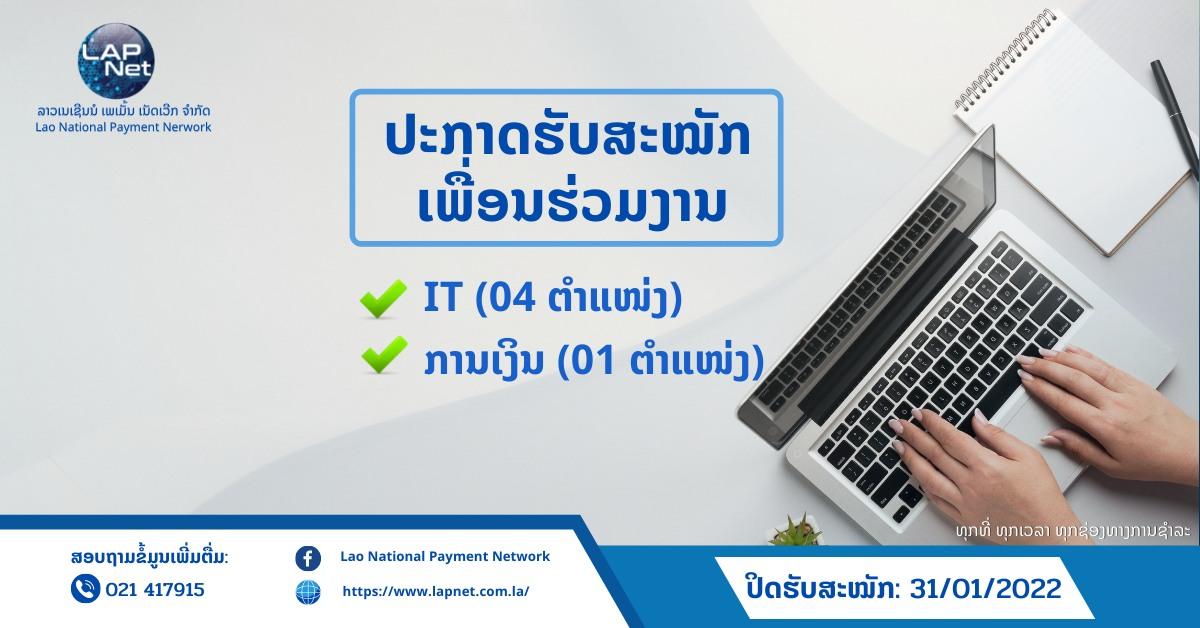 LAP
Net
ລາວເນເຊີນນໍ ເພເມັ້ນ ເນັດເວີກ ຈຳກັດ
Lao National Payment Nerwork
ປະກາດຮັບສະໝັກ
ເພື່ອນຮ່ວມງານ
IT (04 ຕຳແໜ່ງ)
ການເງິນ (01 ຕຳແໜ່ງ)
ທຸກທີ່ ທຸກເວລາ ທຸກຊ່ອງທາງການຊຳລະ
ສອບຖາມຂໍ້ມູນເພີ່ມຕື່ມ:
021 417915
Lao National Payment Network
https://www.lapnet.com.la/
ປິດຮັບສະໝັກ: 31/01/2022